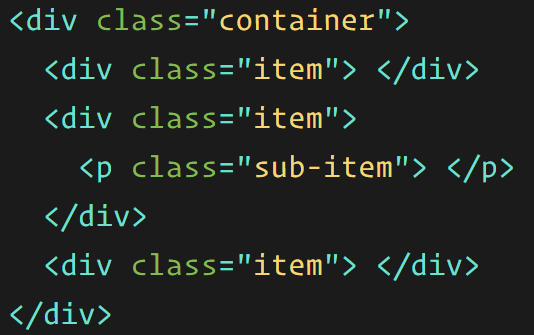 <div class="container">
  <div class="item"> </div>
  <div class="item">
    <p class="sub-item"> </p>
  </div>
  <div class="item"> </div>
</div>